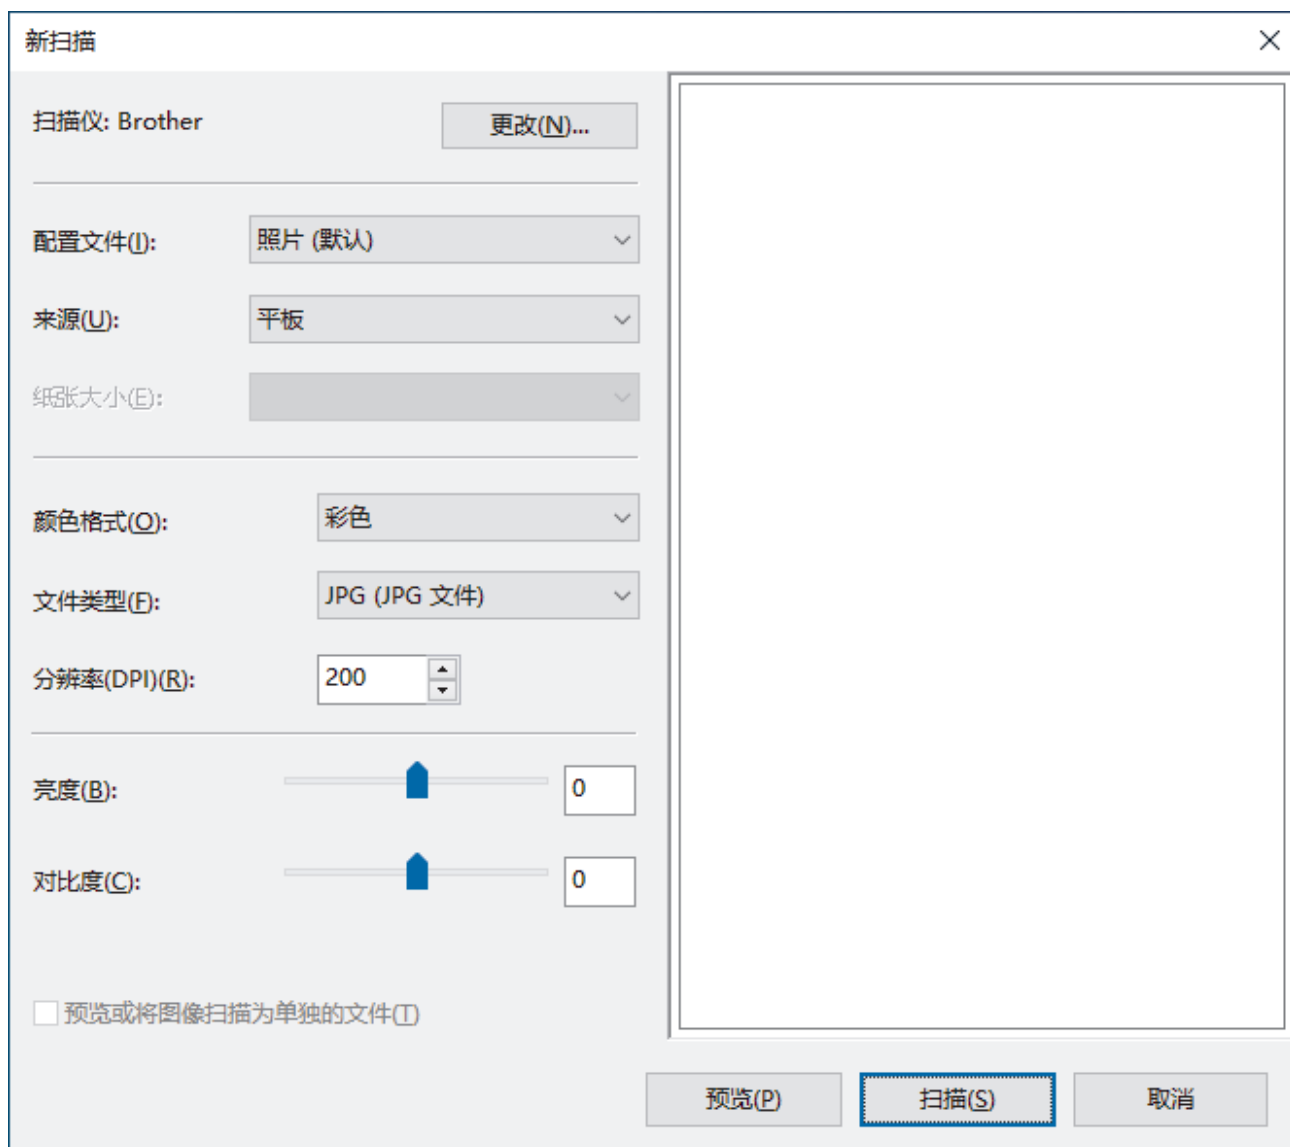 新扫描
扫描仪: Brother
更改(N)...
配置文件(I):
照片 (默认)
来源(U):
平板
纸张大小(E):
颜色格式(O):
彩色
文件类型(F):
JPG (JPG 文件)
分辨率(DPI)(R):
200
亮度(B):
0
对比度(C):
0
预览或将图像扫描为单独的文件(T)
预览(P)
扫描(S)
取消